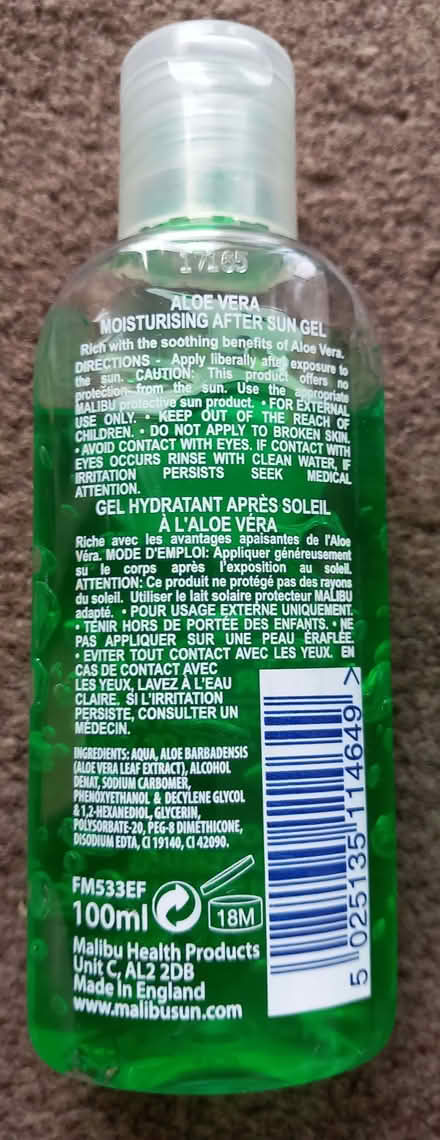 17165
ALOE VERA
MOISTURISING AFTER SUN GEL
Rich with the soothing benefits of Aloe Vera.
DIRECTIONS - Apply liberally after exposure to
the sun. CAUTION: This product offers no
protection from the sun. Use the appropriate
MALIBU protective sun product. • FOR EXTERNAL
USE ONLY. • KEEP OUT OF THE REACH OF
CHILDREN. • DO NOT APPLY TO BROKEN SKIN.
• AVOID CONTACT WITH EYES. IF CONTACT WITH
EYES OCCURS RINSE WITH CLEAN WATER, IF
IRRITATION PERSISTS SEEK MEDICAL
ATTENTION.
GEL HYDRATANT APRÈS SOLEIL
À L'ALOE VÉRA
Riche avec les avantages apaisantes de l'Aloe
Véra. MODE D'EMPLOI: Appliquer généreusement
su le corps après l'exposition au soleil.
ATTENTION: Ce produit ne protégé pas des rayons
du soleil. Utiliser le lait solaire protecteur MALIBU
adapté. • POUR USAGE EXTERNE UNIQUEMENT.
• TENIR HORS DE PORTÉE DES ENFANTS. • NE
PAS APPLIQUER SUR UNE PEAU ÉRAFLÉE.
• EVITER TOUT CONTACT AVEC LES YEUX. EN
CAS DE CONTACT AVEC
LES YEUX, LAVEZ À L'EAU
CLAIRE. SI L'IRRITATION
PERSISTE, CONSULTER UN
MÉDECIN.
INGREDIENTS: AQUA, ALOE BARBADENSIS
(ALOE VERA LEAF EXTRACT), ALCOHOL
DENAT, SODIUM CARBOMER,
PHENOXYETHANOL & DECYLENE GLYCOL
& 1,2-HEXANEDIOL, GLYCERIN,
POLYSORBATE-20, PEG-8 DIMETHICONE,
DISODIUM EDTA, CI 19140, CI 42090.
FM533EF
100ml
18M
Malibu Health Products
Unit C, AL2 2DB
Made In England
www.malibusun.com
5 025135 114649 >